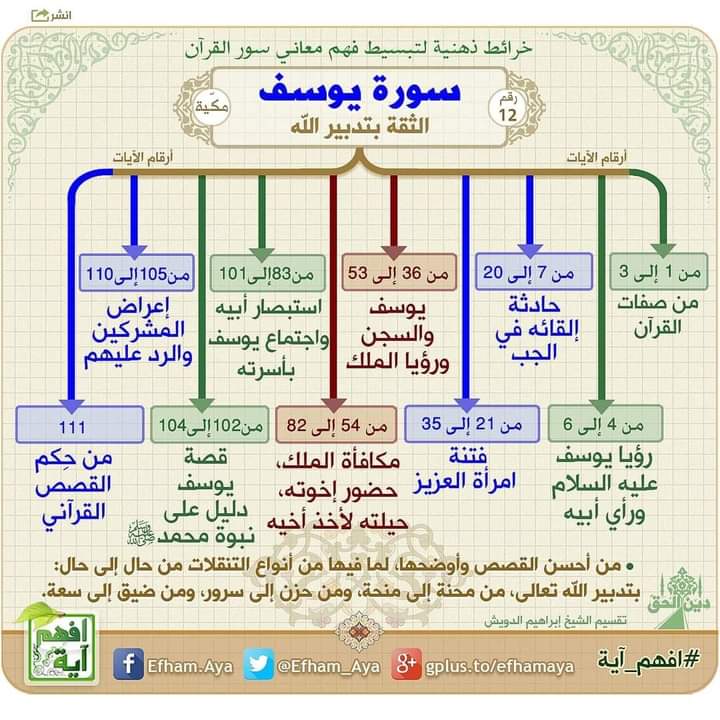 انشر
خرائط ذهنية لتبسيط فهم معاني سور القرآن
رقم
12
سورة يوسف
مكّية
الثقة بتدبير الله
أرقام الآيات
أرقام الآيات
من 1 إلى 3
من صفات
القرآن
من 4 إلى 6
رؤيا يوسف
عليه السلام
ورأي أبيه
من 7 إلى 20
حادثة
إلقائه في
الجب
من 21 إلى 35
فتنة
امرأة العزيز
من 36 إلى 53
يوسف
والسجن
ورؤيا الملك
من 54 إلى 82
مكافأة الملك،
حضور إخوته،
حيلته لأخذ أخيه
من83إلى101
استبصار أبيه
واجتماع يوسف
بأسرته
من102إلى104
قصة
يوسف
دليل على
نبوة محمد ﷺ
من105إلى110
إعراض
المشركين
والرد عليهم
111
من حِكم
القصص
القرآني
• من أحسن القصص وأوضحها، لما فيها من أنواع التنقلات من حال إلى حال:
بتدبير الله تعالى، من محنة إلى منحة، ومن حزن إلى سرور، ومن ضيق إلى سعة.
دين الحق
تقسيم الشيخ إبراهيم الدويش
#افهم_آية
gplus.to/efhamaya
@Efham_Aya
Efham.Aya
افهم
آية